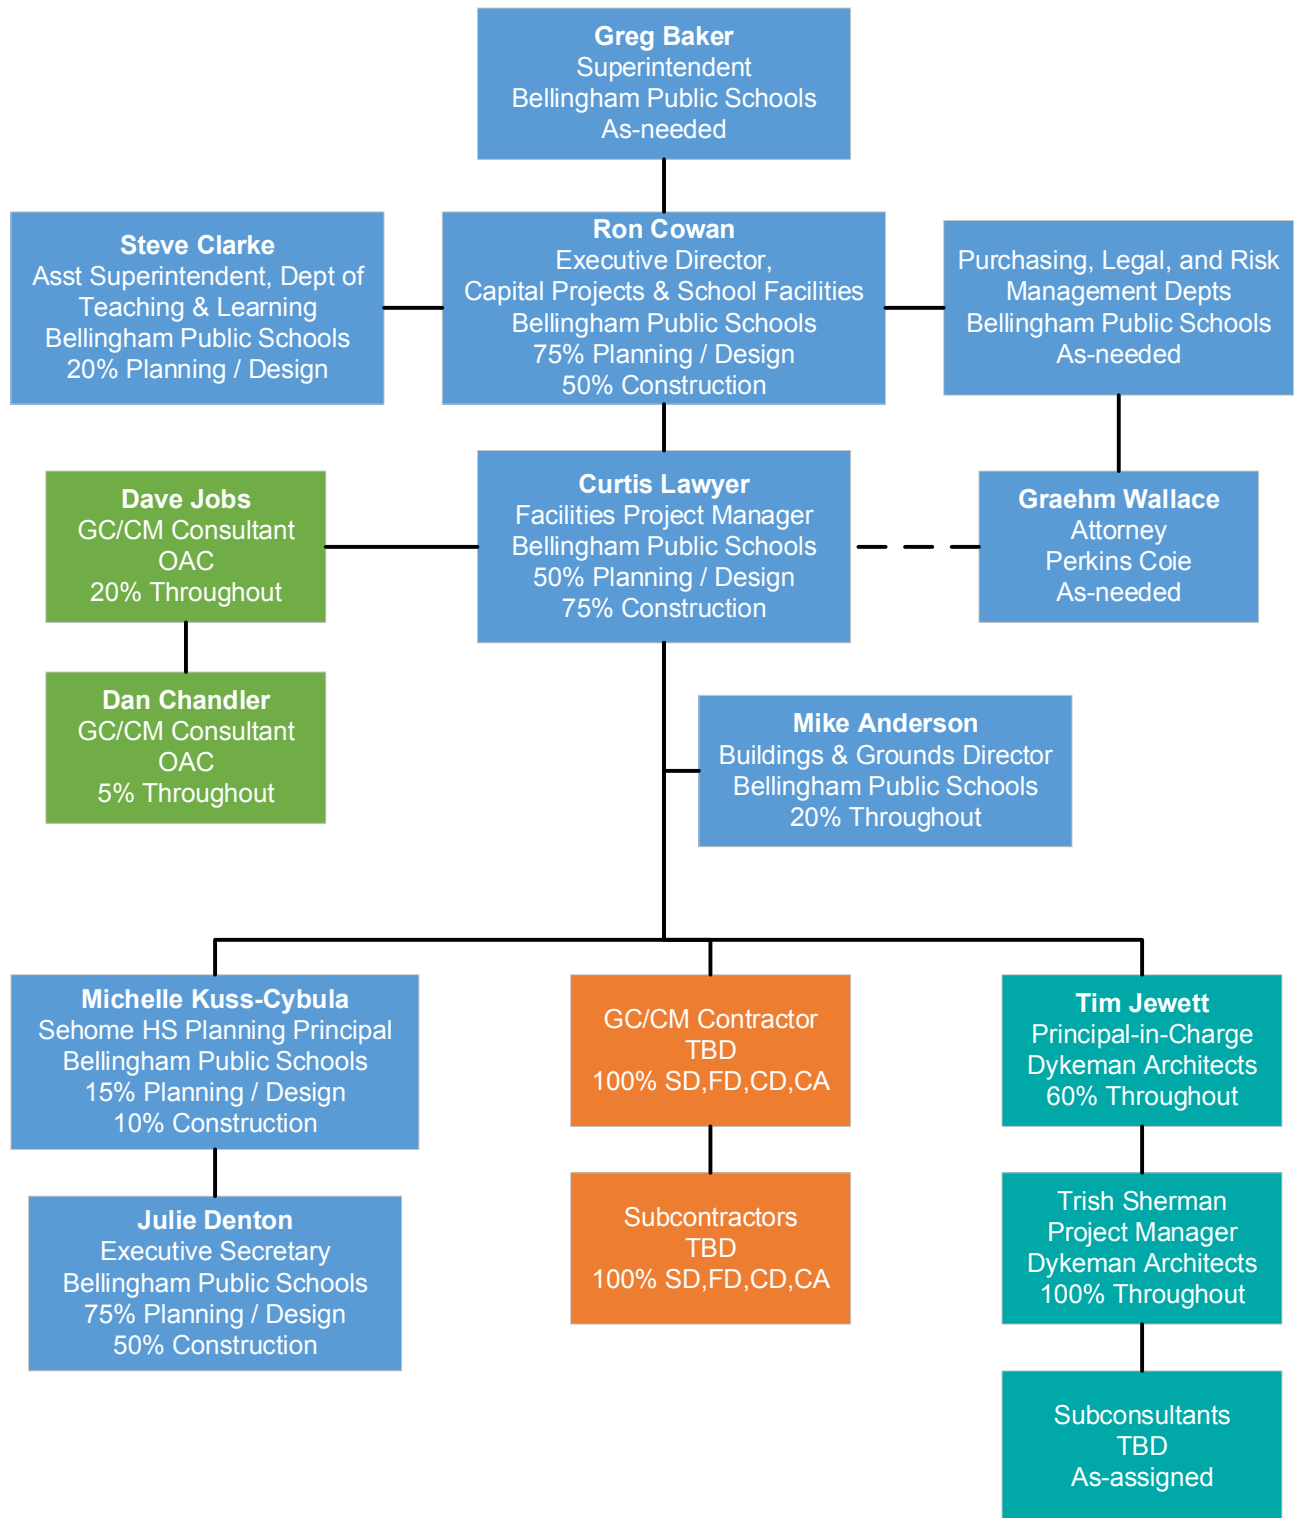 Greg Baker
Superintendent
Bellingham Public Schools
As-needed
Steve Clarke
Asst Superintendent, Dept of
Teaching & Learning
Bellingham Public Schools
20% Planning / Design
Ron Cowan
Executive Director,
Capital Projects & School Facilities
Bellingham Public Schools
75% Planning / Design
50% Construction
Purchasing, Legal, and Risk
Management Depts
Bellingham Public Schools
As-needed
Dave Jobs
GC/CM Consultant
OAC
20% Throughout
Curtis Lawyer
Facilities Project Manager
Bellingham Public Schools
50% Planning / Design
75% Construction
Graehm Wallace
Attorney
Perkins Coie
As-needed
Dan Chandler
GC/CM Consultant
OAC
5% Throughout
Mike Anderson
Buildings & Grounds Director
Bellingham Public Schools
20% Throughout
Michelle Kuss-Cybula
Sehome HS Planning Principal
Bellingham Public Schools
15% Planning / Design
10% Construction
GC/CM Contractor
TBD
100% SD,FD,CD,CA
Tim Jewett
Principal-in-Charge
Dykeman Architects
60% Throughout
Julie Denton
Executive Secretary
Bellingham Public Schools
75% Planning / Design
50% Construction
Subcontractors
TBD
100% SD,FD,CD,CA
Trish Sherman
Project Manager
Dykeman Architects
100% Throughout
Subconsultants
TBD
As-assigned